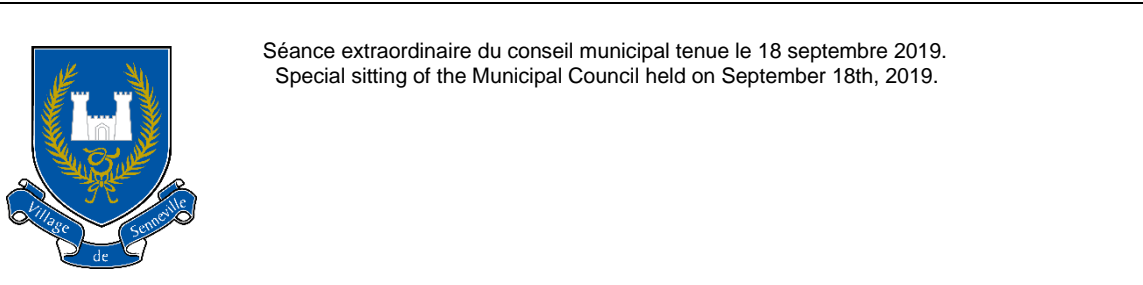 Séance extraordinaire du conseil municipal tenue le 18 septembre 2019.
Special sitting of the Municipal Council held on September 18th, 2019.
Village
de
Senneville